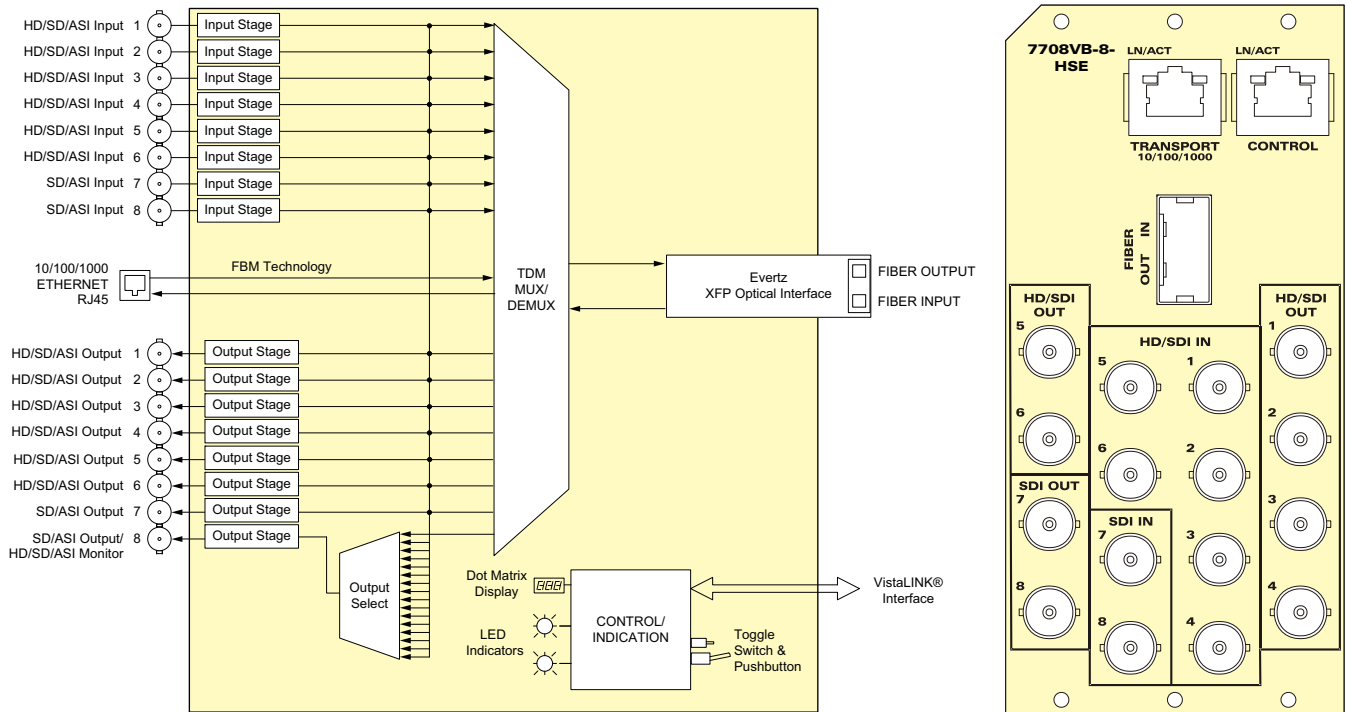 HD/SD/ASI Input 1 Input Stage
HD/SD/ASI Input 2 Input Stage
HD/SD/ASI Input 3 Input Stage
HD/SD/ASI Input 4 Input Stage
HD/SD/ASI Input 5 Input Stage
HD/SD/ASI Input 6 Input Stage
SD/ASI Input 7 Input Stage
SD/ASI Input 8 Input Stage
10/100/1000
ETHERNET
RJ45
FBM Technology
TDM
MUX/
DEMUX
Evertz
XFP Optical Interface
FIBER OUTPUT
FIBER INPUT
HD/SD/ASI Output 1 Output Stage
HD/SD/ASI Output 2 Output Stage
HD/SD/ASI Output 3 Output Stage
HD/SD/ASI Output 4 Output Stage
HD/SD/ASI Output 5 Output Stage
HD/SD/ASI Output 6 Output Stage
SD/ASI Output 7 Output Stage
SD/ASI Output/ 8 Output Stage
HD/SD/ASI Monitor
Output
Select
Dot Matrix
Display
LED
Indicators
CONTROL/
INDICATION
VistaLINK®
Interface
Toggle
Switch &
Pushbutton
7708VB-8-
HSE
LN/ACT
LN/ACT
TRANSPORT
10/100/1000
CONTROL
FIBER
OUT IN
HD/SDI
OUT
5
6
SDI OUT
7
8
HD/SDI IN
5
1
6
2
SDI IN
7
3
8
4
HD/SDI
OUT
1
2
3
4